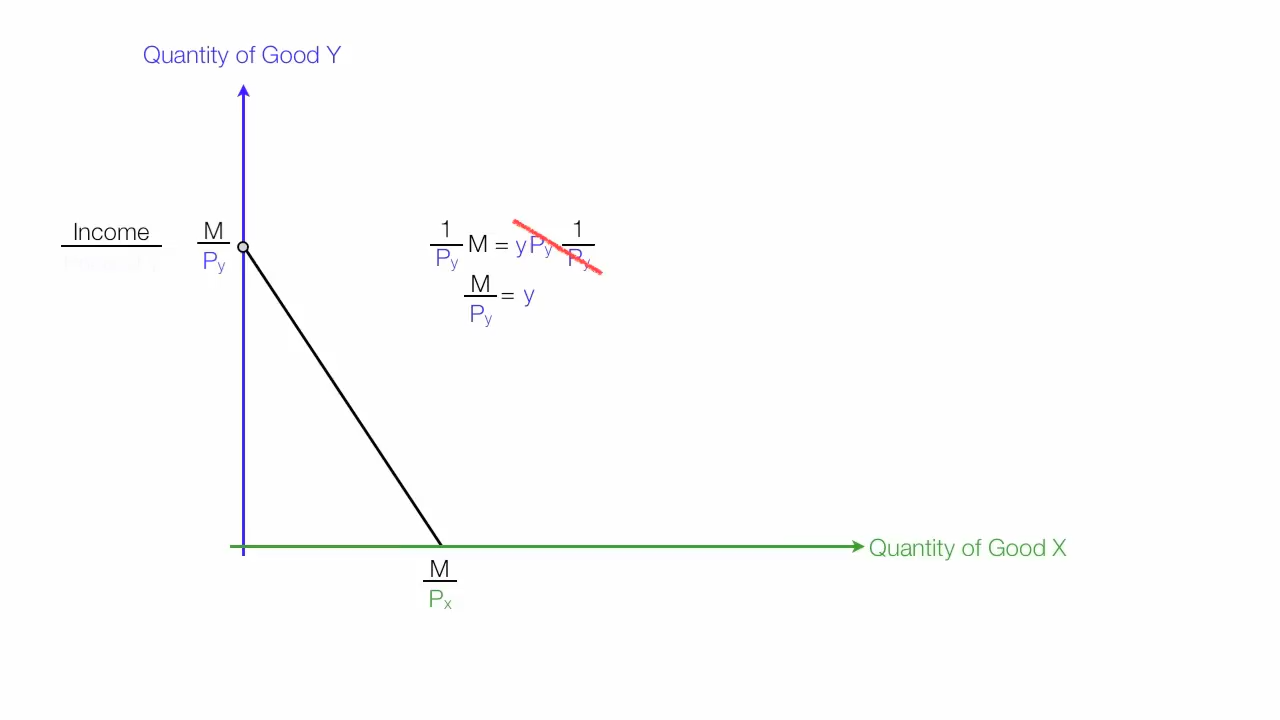 Quantity of Good Y
Income
M
Py
1
Py
M = y Py
1
Py
M
Py
= y
Quantity of Good X
M
Px